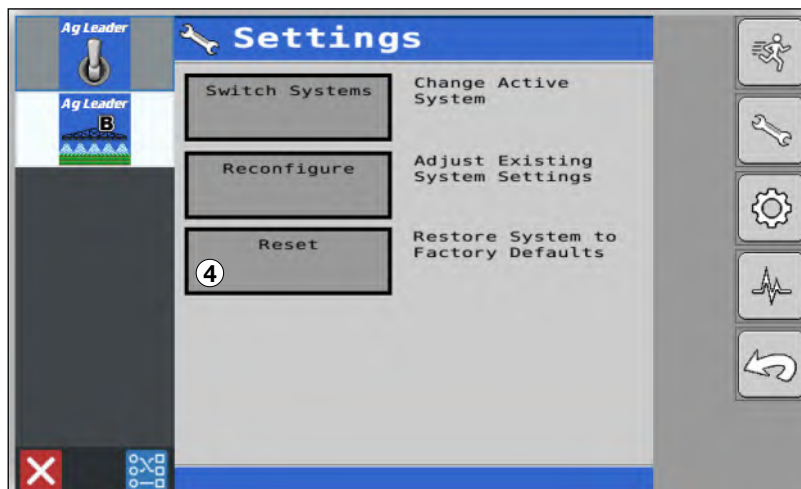 Ag Leader
Settings
Switch Systems
Change Active
System
Ag Leader
B
Reconfigure
Adjust Existing
System Settings
Reset
Restore System to
Factory Defaults
4